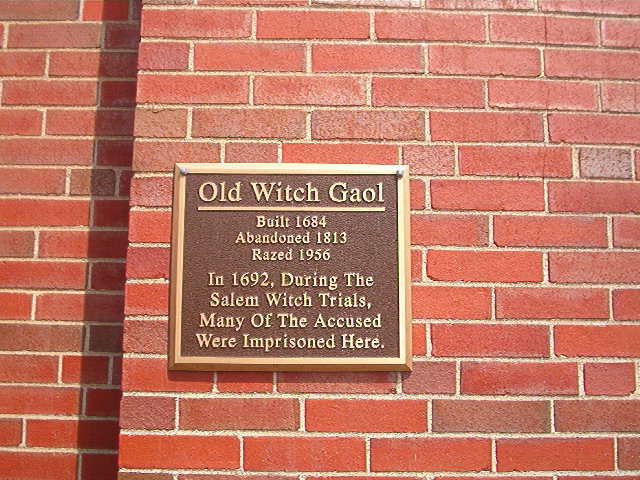 Old Witch Gaol
Built 1684
Abandoned 1813
Razed 1956
In 1692, During The
Salem Witch Trials,
Many Of The Accused
Were Imprisoned Here.